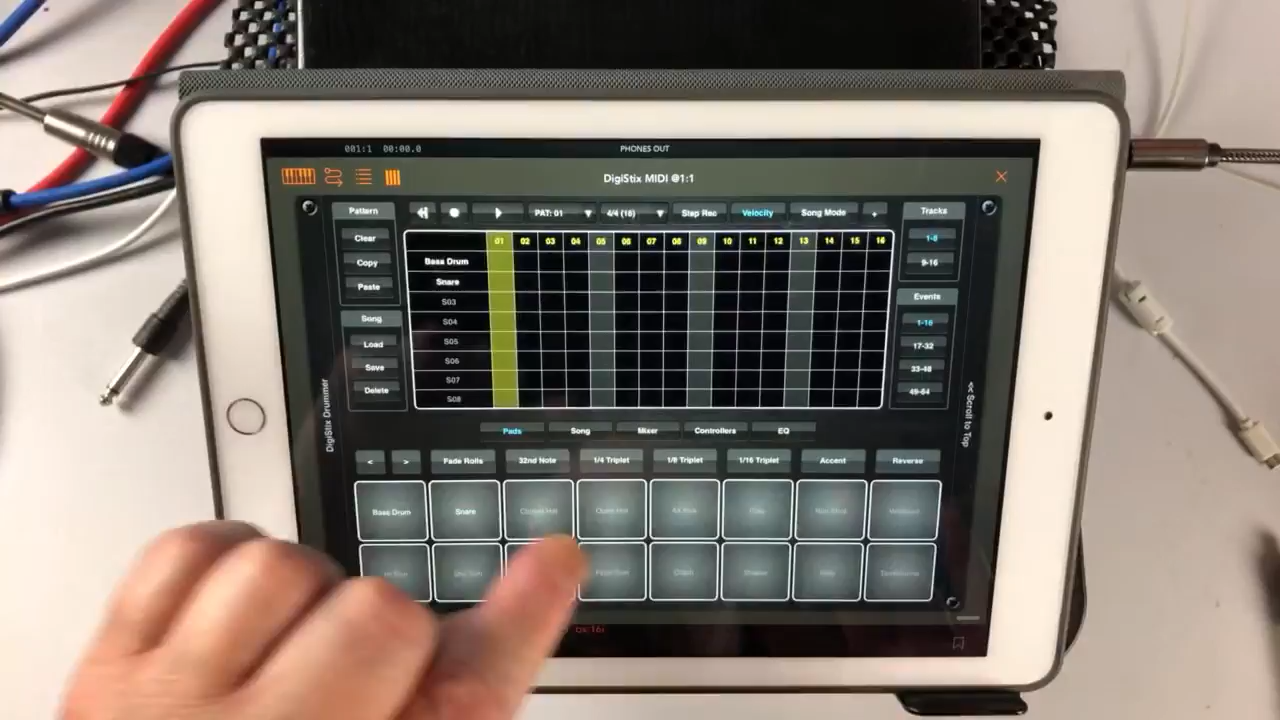 001:1 00:00.0 PHONES OUT
DigiStix MIDI @1:1
Pattern PAT: 01 4/4 (16) Step Rec Velocity Song Mode + Tracks
Clear 01 02 03 04 05 06 07 08 09 10 11 12 13 14 15 16 1-8
Copy Bass Drum 9-16
Paste Snare
S03 Events
Song S04 1-16
Load S05 17-32
Save S06 33-48
Delete S07 49-64
S08
DigiStix Drummer
<< Scroll to Top
Pads Song Mixer Controllers EQ
< > Fade Rolls 32nd Note 1/4 Triplet 1/8 Triplet 1/16 Triplet Accent Reverse
Bass Drum Snare Closed Hat Open Hat